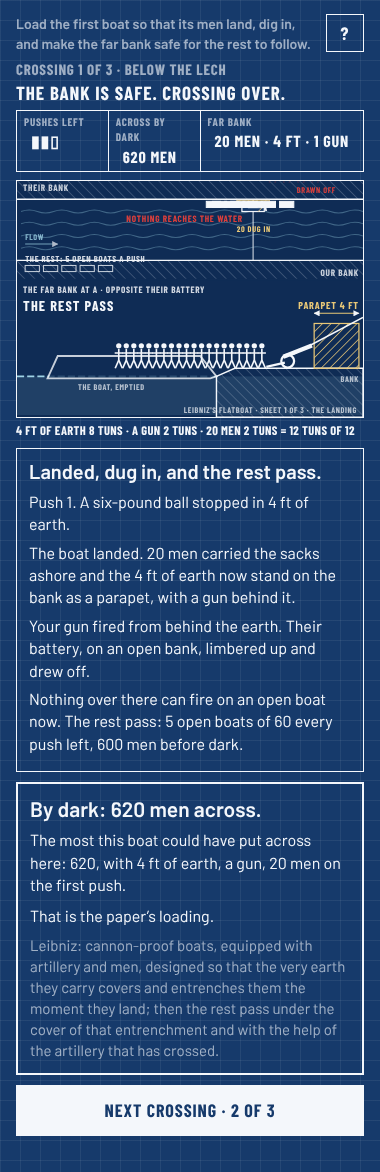 Load the first boat so that its men land, dig in,
and make the far bank safe for the rest to follow.
?
CROSSING 1 OF 3 · BELOW THE LECH
THE BANK IS SAFE. CROSSING OVER.
PUSHES LEFT
ACROSS BY
DARK
620 MEN
FAR BANK
20 MEN · 4 FT · 1 GUN
THEIR BANK
DRAWN OFF
NOTHING REACHES THE WATER
20 DUG IN
FLOW
THE REST: 5 OPEN BOATS A PUSH
OUR BANK
THE FAR BANK AT A · OPPOSITE THEIR BATTERY
THE REST PASS
PARAPET 4 FT
THE BOAT, EMPTIED
BANK
LEIBNIZ'S FLATBOAT · SHEET 1 OF 3 · THE LANDING
4 FT OF EARTH 8 TUNS · A GUN 2 TUNS · 20 MEN 2 TUNS = 12 TUNS OF 12
Landed, dug in, and the rest pass.
Push 1. A six-pound ball stopped in 4 ft of
earth.
The boat landed. 20 men carried the sacks
ashore and the 4 ft of earth now stand on the
bank as a parapet, with a gun behind it.
Your gun fired from behind the earth. Their
battery, on an open bank, limbered up and
drew off.
Nothing over there can fire on an open boat
now. The rest pass: 5 open boats of 60 every
push left, 600 men before dark.
By dark: 620 men across.
The most this boat could have put across
here: 620, with 4 ft of earth, a gun, 20 men on
the first push.
That is the paper's loading.
Leibniz: cannon-proof boats, equipped with
artillery and men, designed so that the very earth
they carry covers and entrenches them the
moment they land; then the rest pass under the
cover of that entrenchment and with the help of
the artillery that has crossed.
NEXT CROSSING · 2 OF 3